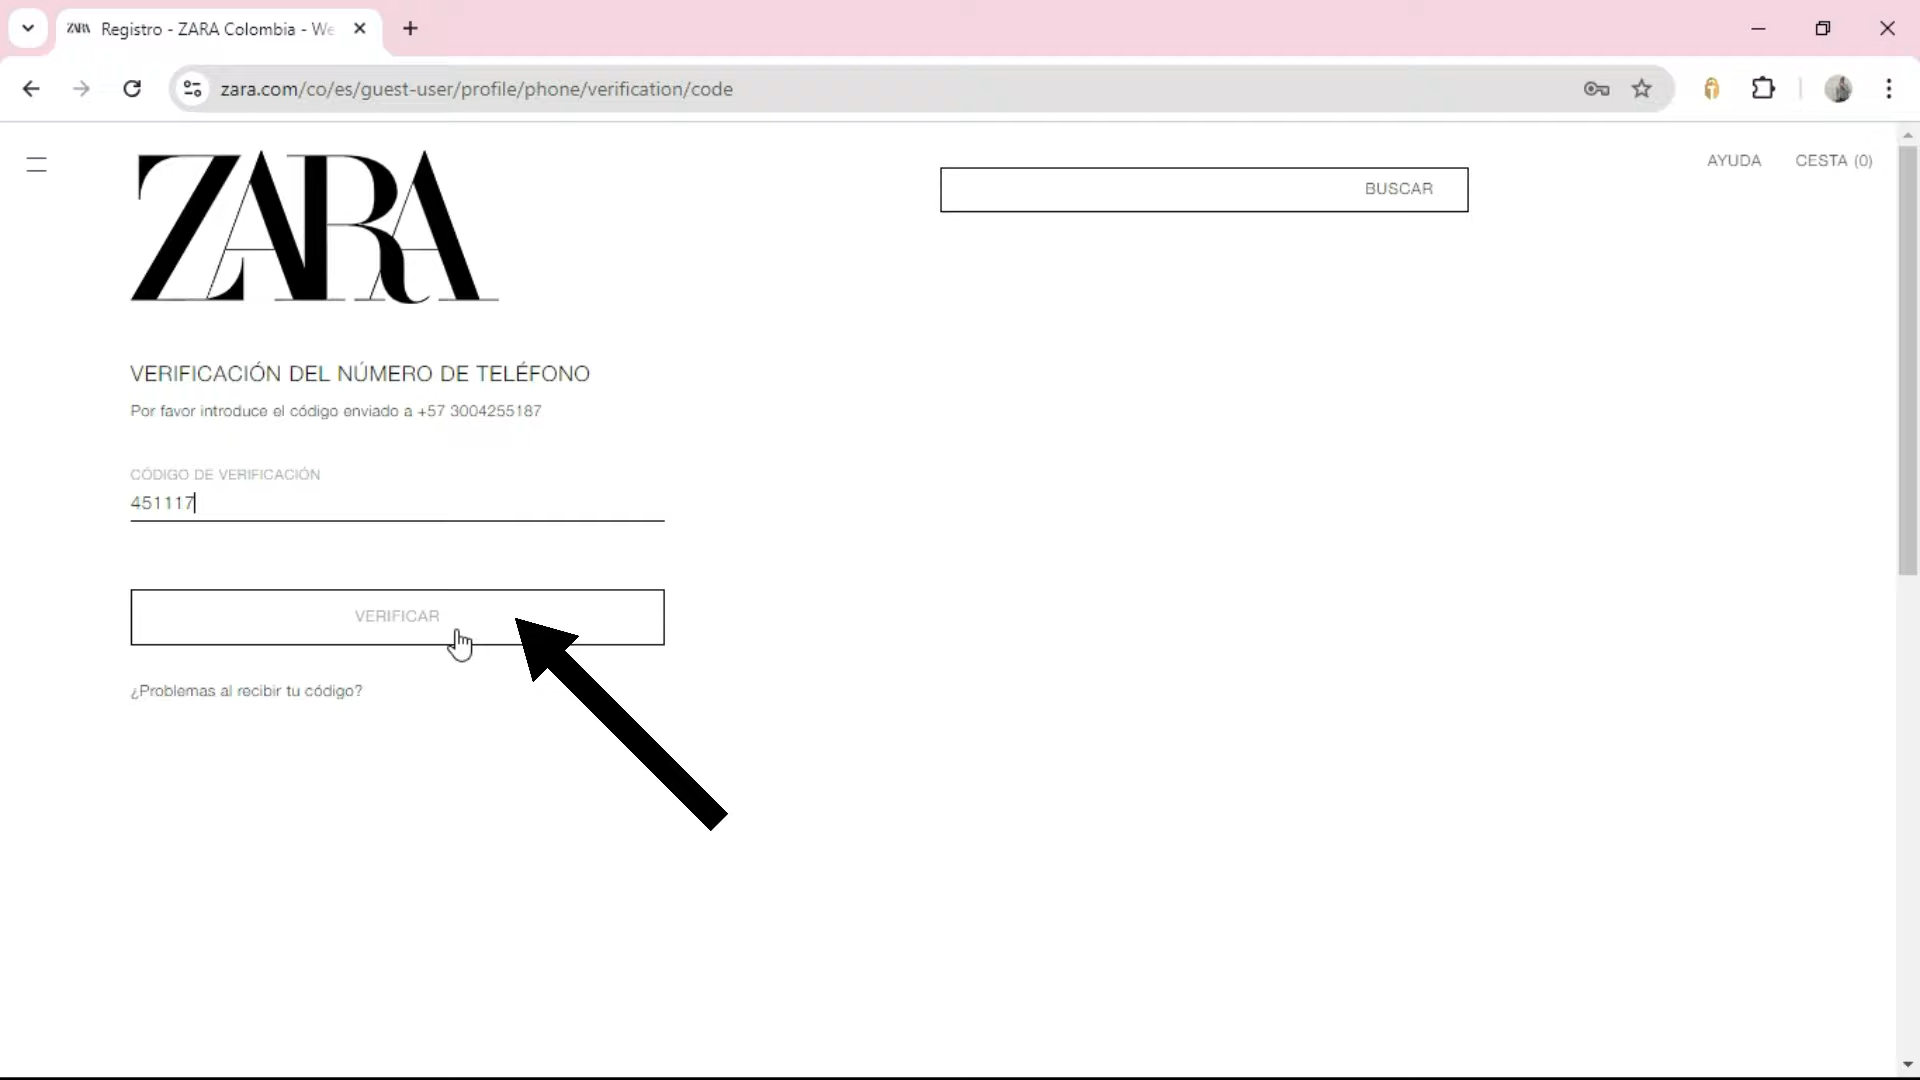 ZARA Registro - ZARA Colombia - We
zara.com/co/es/guest-user/profile/phone/verification/code
ZARA
BUSCAR
AYUDA
CESTA (0)
VERIFICACIÓN DEL NÚMERO DE TELÉFONO
Por favor introduce el código enviado a +57 3004255187
CÓDIGO DE VERIFICACIÓN
451117
VERIFICAR
¿Problemas al recibir tu código?